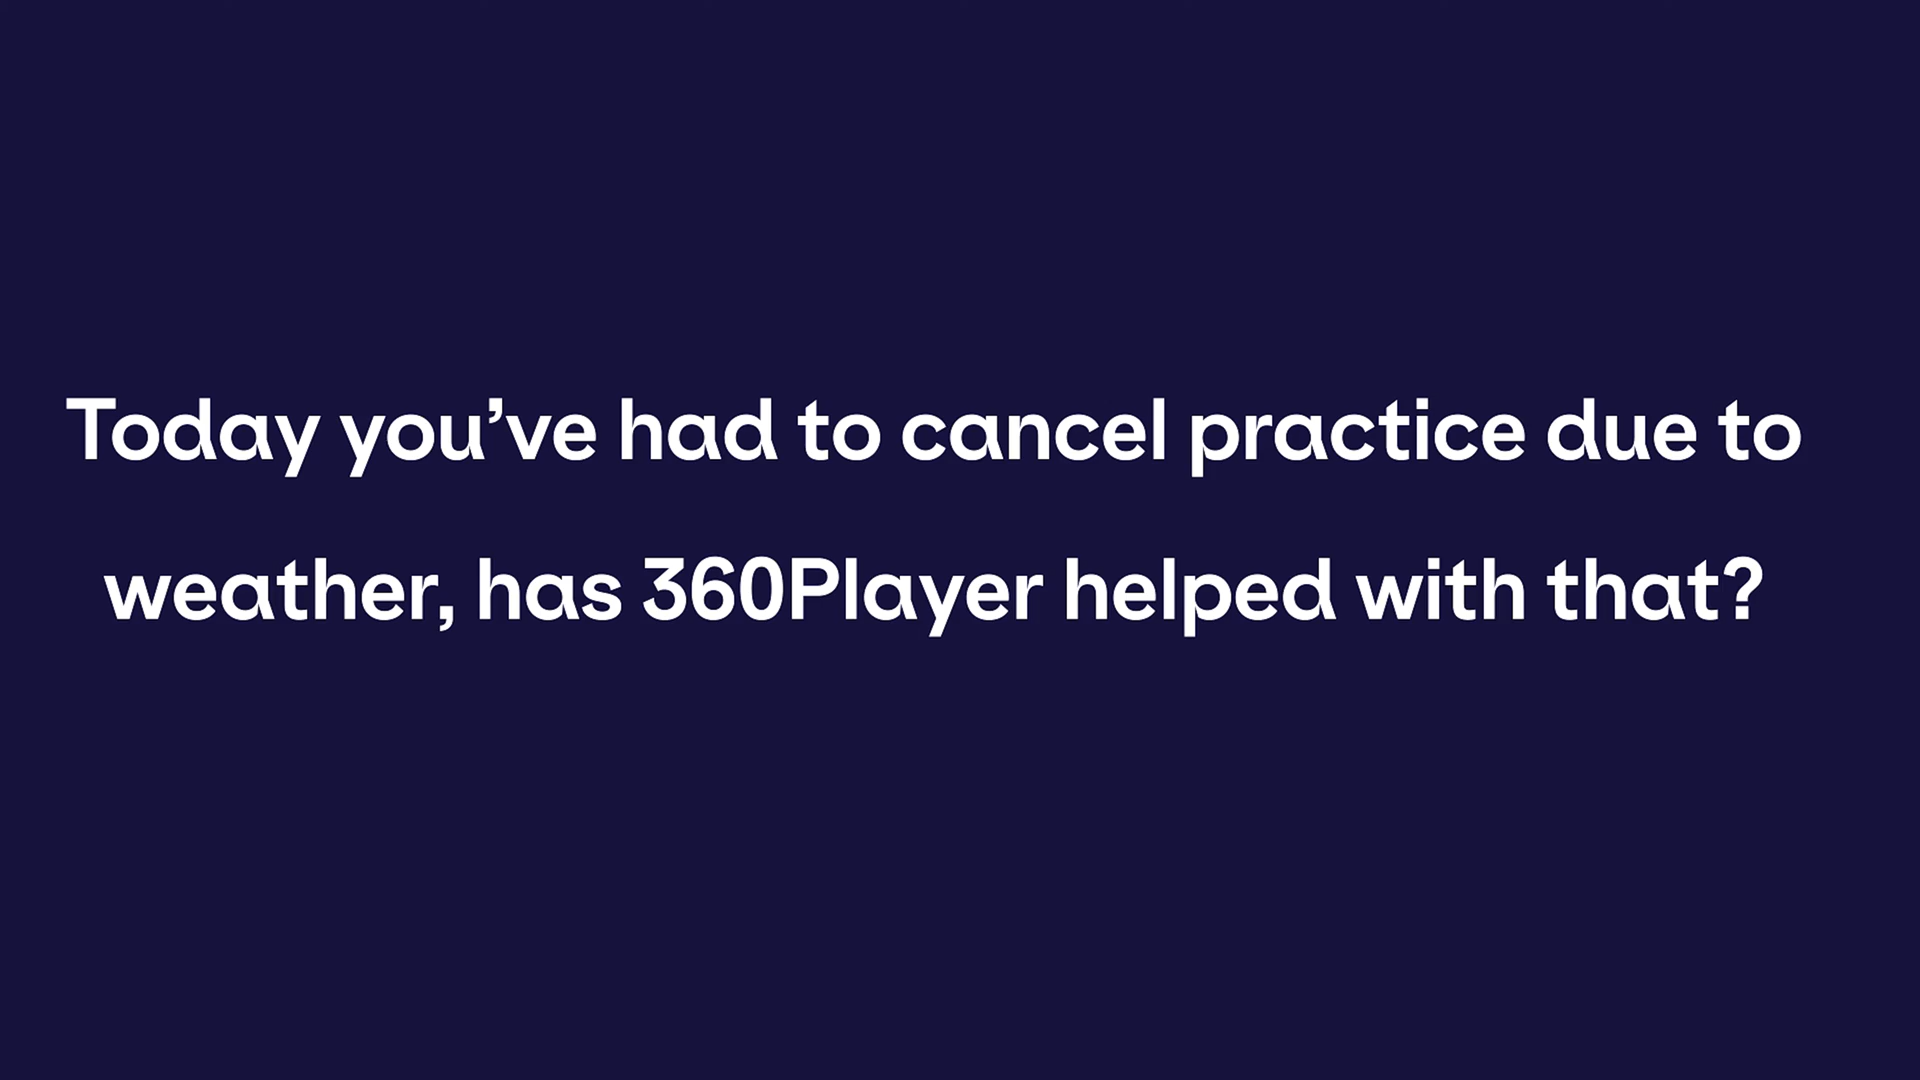 Today you’ve had to cancel practice due to
weather, has 360Player helped with that?